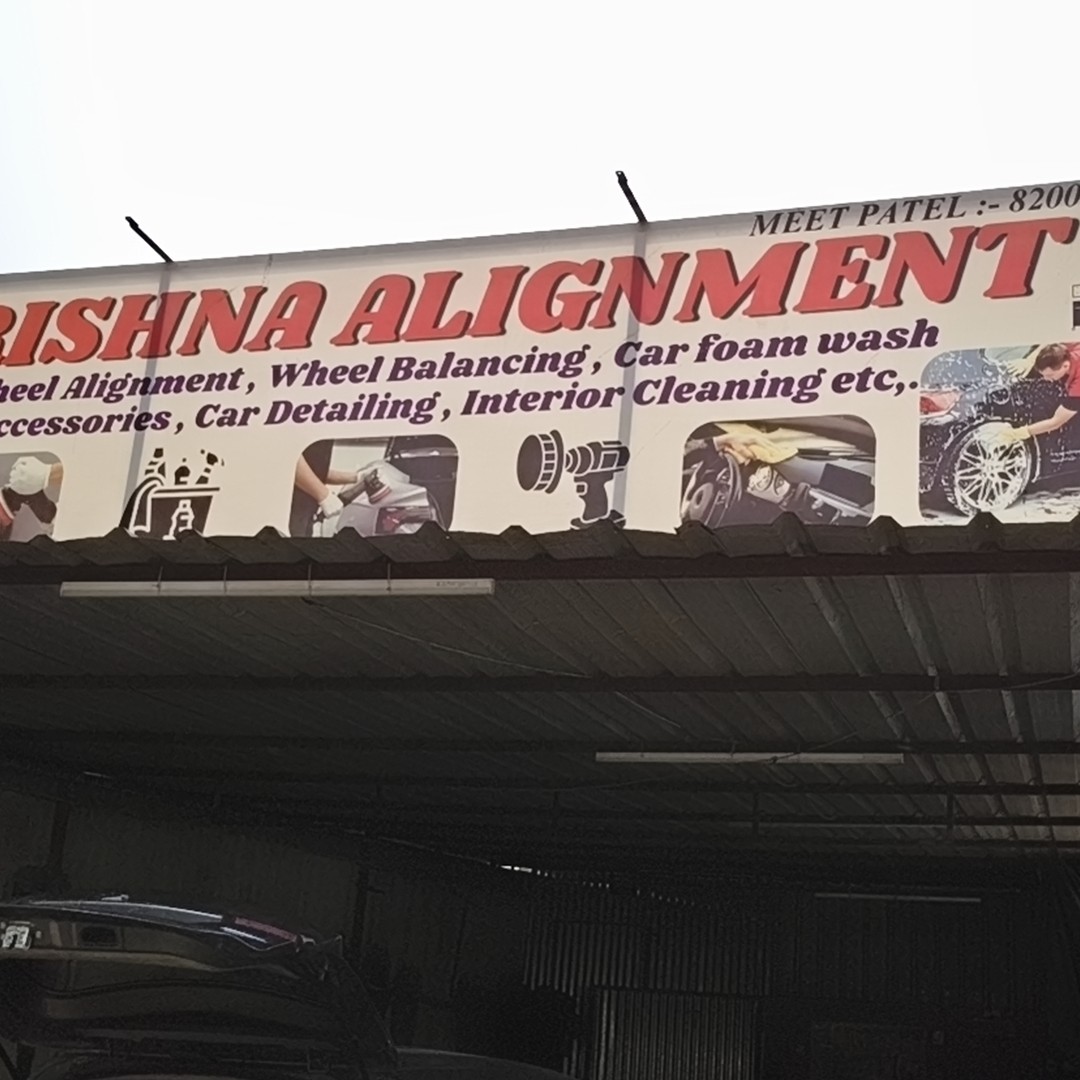 MEET PATEL :- 8200
RISHNA ALIGNMENT
heel Alignment , Wheel Balancing , Car foam wash
ccessories , Car Detailing , Interior Cleaning etc,.